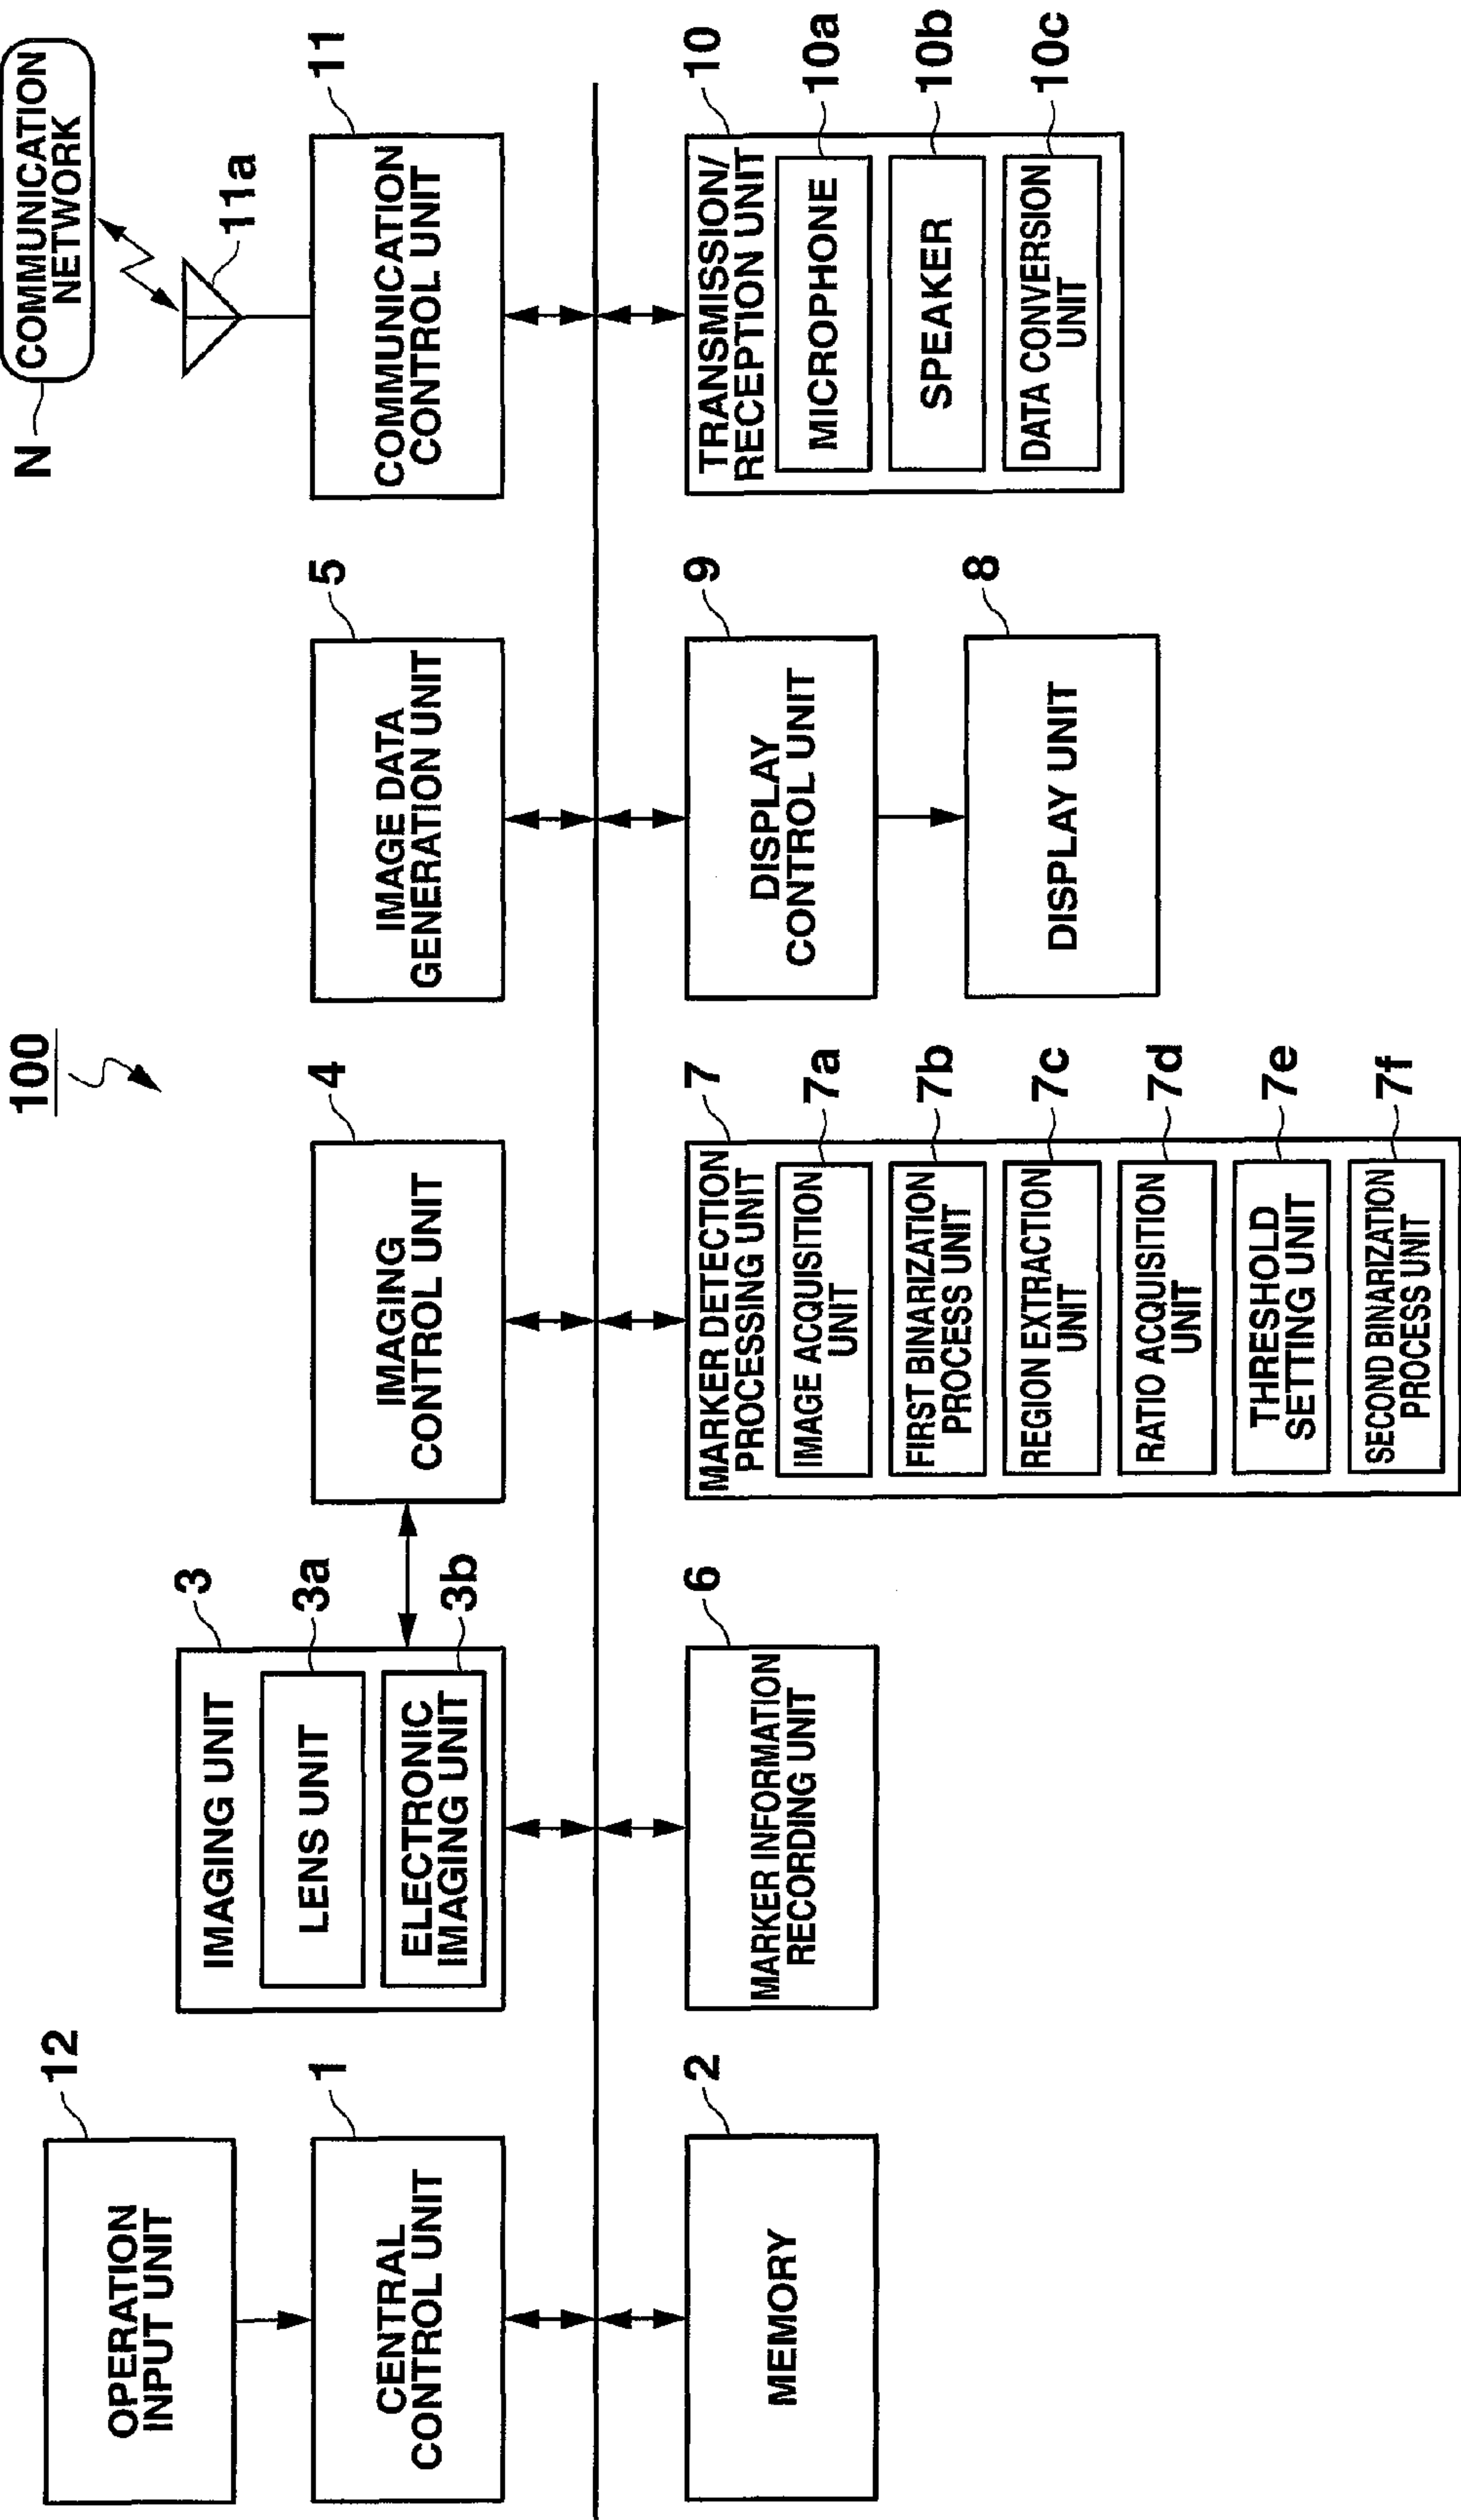 100
12
OPERATION
INPUT UNIT
1
CENTRAL
CONTROL UNIT
3
IMAGING UNIT
3a
LENS UNIT
3b
ELECTRONIC
IMAGING UNIT
4
IMAGING
CONTROL UNIT
5
IMAGE DATA
GENERATION UNIT
N
COMMUNICATION
NETWORK
11a
11
COMMUNICATION
CONTROL UNIT
2
MEMORY
6
MARKER INFORMATION
RECORDING UNIT
7
MARKER DETECTION
PROCESSING UNIT
7a
IMAGE ACQUISITION
UNIT
7b
FIRST BINARIZATION
PROCESS UNIT
7c
REGION EXTRACTION
UNIT
7d
RATIO ACQUISITION
UNIT
7e
THRESHOLD
SETTING UNIT
7f
SECOND BINARIZATION
PROCESS UNIT
9
DISPLAY
CONTROL UNIT
8
DISPLAY UNIT
10
TRANSMISSION/
RECEPTION UNIT
10a
MICROPHONE
10b
SPEAKER
10c
DATA CONVERSION
UNIT